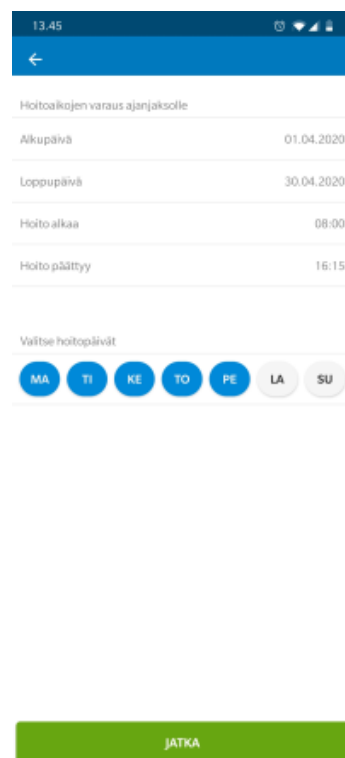 13.45
Hoitoaikojen varaus ajanjaksolle
Alkupäivä 01.04.2020
Loppupäivä 30.04.2020
Hoito alkaa 08:00
Hoito päättyy 16:15
Valitse hoitopäivät
MA TI KE TO PE LA SU
JATKA